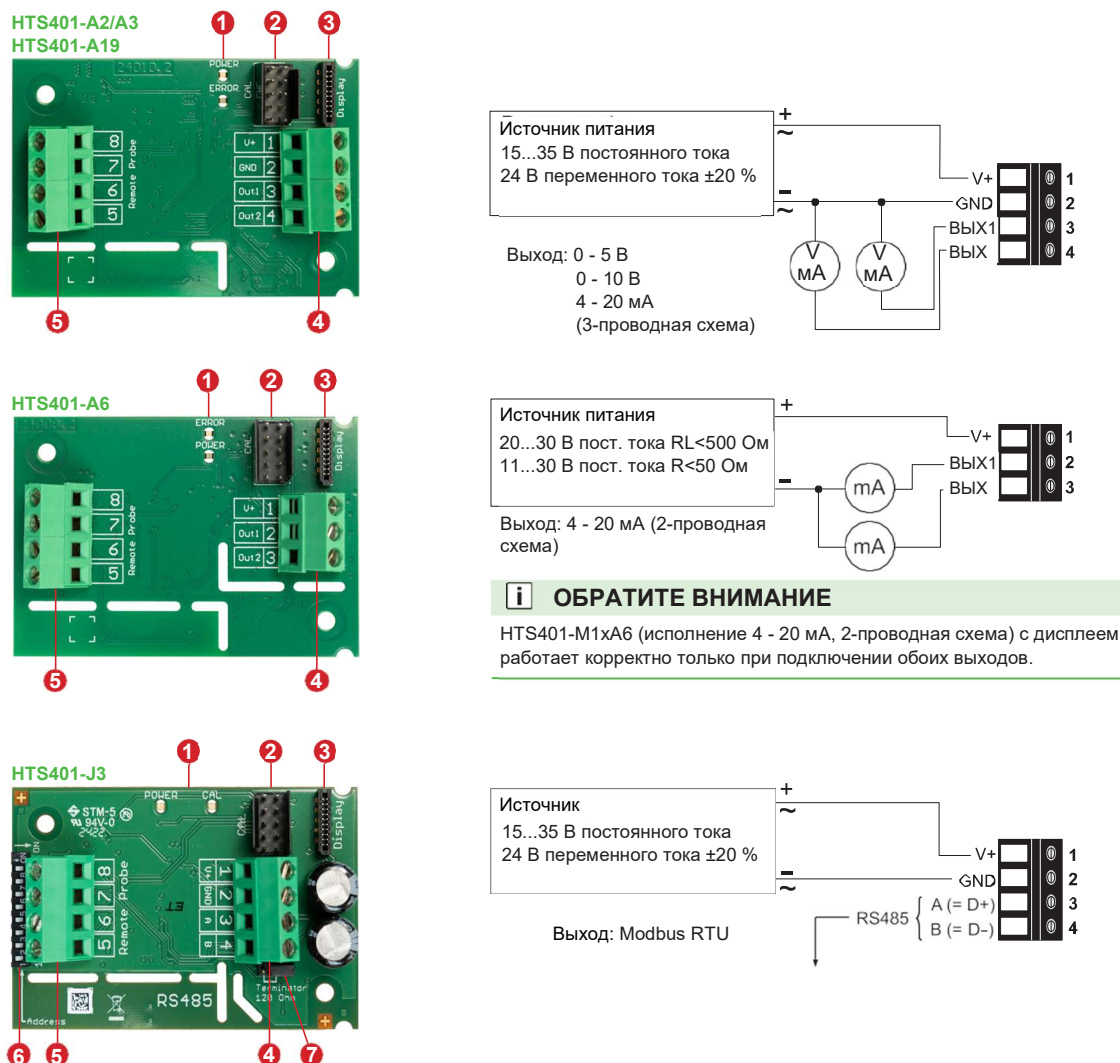 HTS401-A2/A3
HTS401-A19
1 2 3
24010.2
POWER
ERROR
CAL
Display
8
7
6
5
Remote Probe
V+ 1
GND 2
Out1 3
Out2 4
5 4
Источник питания
15...35 В постоянного тока
24 В переменного тока ±20 %
+
~
−
~
V+ 1
GND 2
ВЫХ1 3
ВЫХ 4
V
мА
V
мА
Выход: 0 - 5 В
0 - 10 В
4 - 20 мА
(3-проводная схема)
HTS401-A6
1 2 3
ERROR
POWER
CAL
Display
8
7
6
5
Remote Probe
V+ 1
Out1 2
Out2 3
5 4
Источник питания
20...30 В пост. тока RL<500 Ом
11...30 В пост. тока R<50 Ом
+
−
V+ 1
ВЫХ1 2
ВЫХ 3
mA
mA
Выход: 4 - 20 мА (2-проводная
схема)
i ОБРАТИТЕ ВНИМАНИЕ
HTS401-M1xA6 (исполнение 4 - 20 мА, 2-проводная схема) с дисплеем
работает корректно только при подключении обоих выходов.
HTS401-J3
1 2 3
POWER CAL
STM-5
94V-0
2422
ON
CAL
Display
8
7
6
5
Remote Probe
V+ 1
GND 2
A 3
B 4
ET
Terminator
120 Ohm
RS485
Address
6 5 4 7
Источник
15...35 В постоянного тока
24 В переменного тока ±20 %
+
~
−
~
V+ 1
GND 2
RS485 { A (= D+) 3
B (= D-) 4
Выход: Modbus RTU